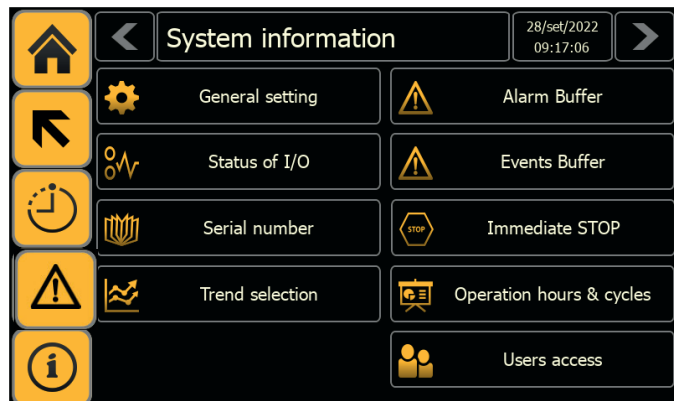 System information
28/set/2022
09:17:06
General setting
Alarm Buffer
Status of I/O
Events Buffer
Serial number
STOP
Immediate STOP
Trend selection
Operation hours & cycles
Users access